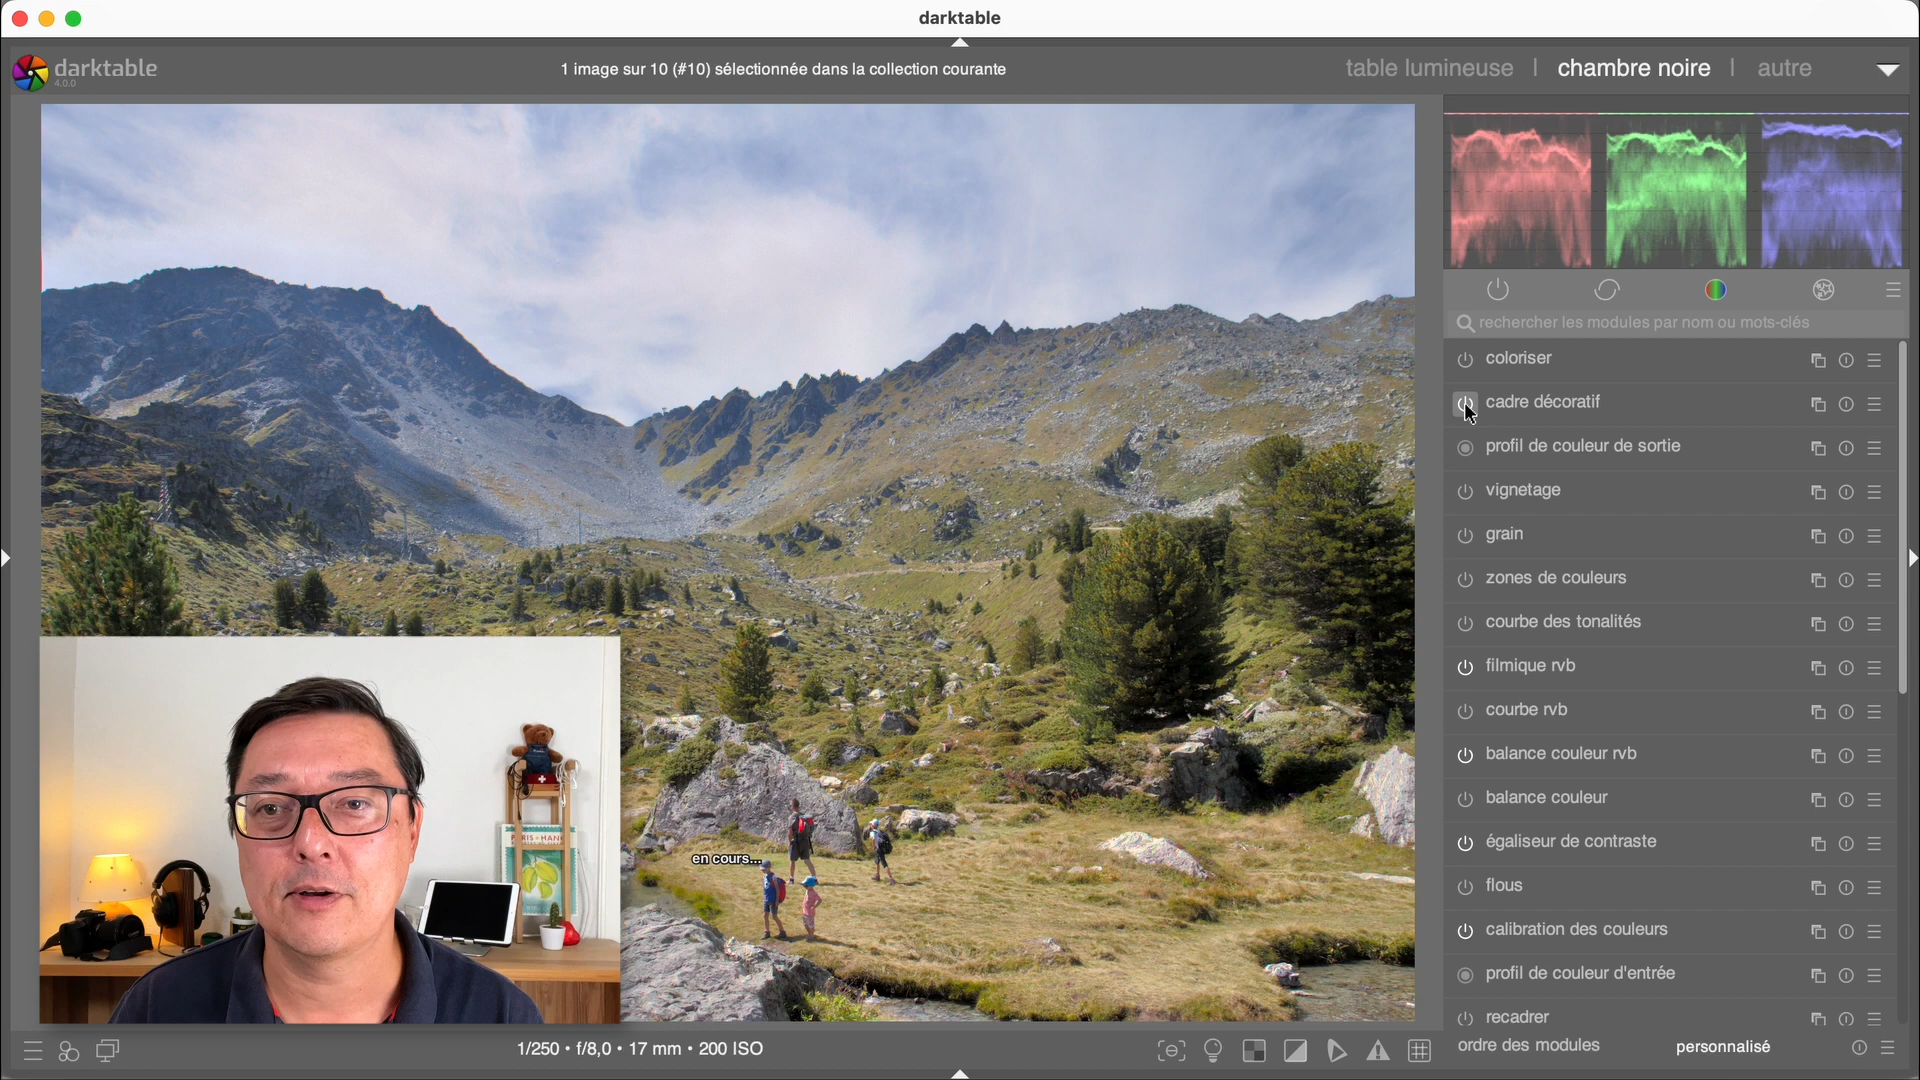 darktable
darktable
4.0.0
1 image sur 10 (#10) sélectionnée dans la collection courante
table lumineuse | chambre noire | autre
rechercher les modules par nom ou mots-clés
coloriser
cadre décoratif
profil de couleur de sortie
vignetage
grain
zones de couleurs
courbe des tonalités
filmique rvb
courbe rvb
balance couleur rvb
balance couleur
égaliseur de contraste
flous
calibration des couleurs
profil de couleur d'entrée
recadrer
en cours...
1/250 • f/8,0 • 17 mm • 200 ISO
ordre des modules personnalisé